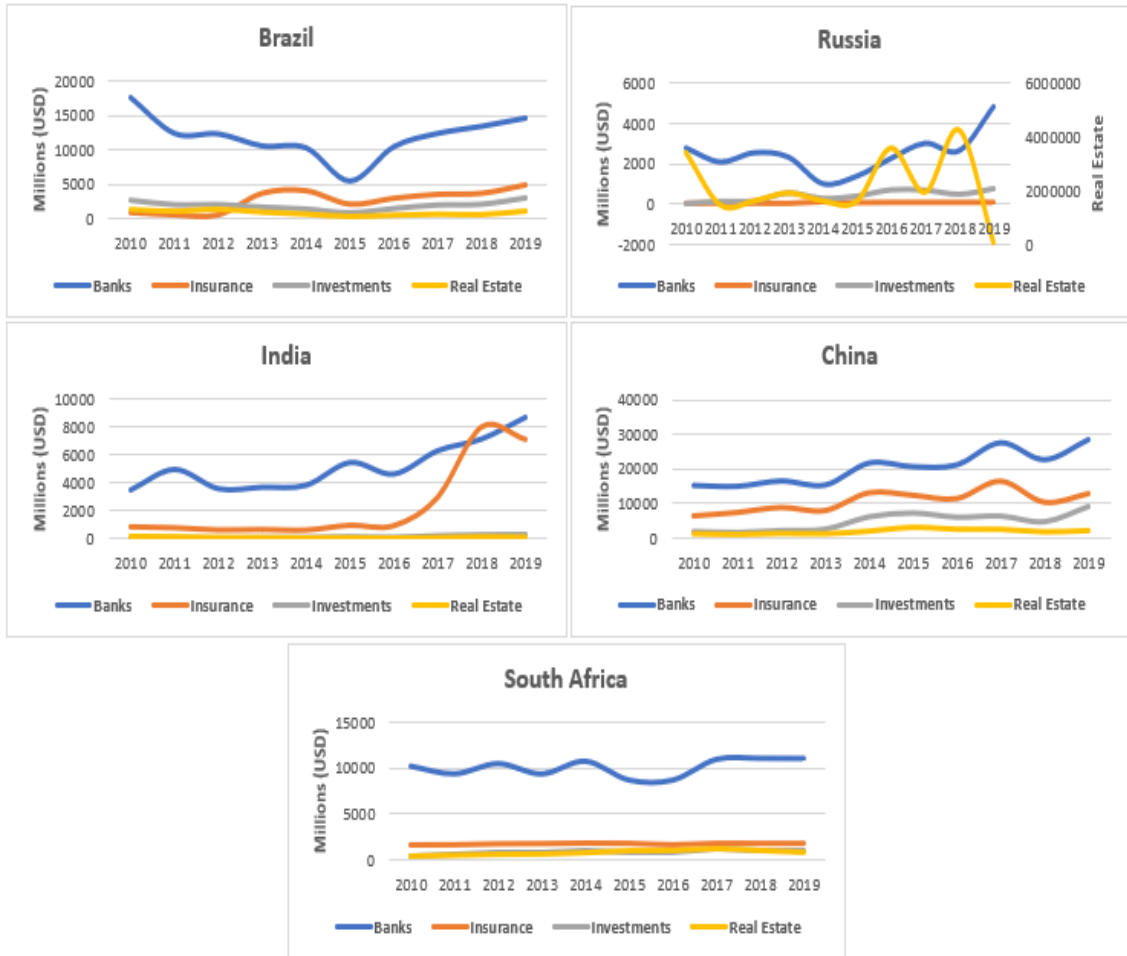 Brazil
Millions (USD)
20000
15000
10000
5000
0
2010 2011 2012 2013 2014 2015 2016 2017 2018 2019
Banks Insurance Investments Real Estate
Russia
Millions (USD)
6000
4000
2000
0
-2000
6000000
4000000
2000000
0
Real Estate
2010 2011 2012 2013 2014 2015 2016 2017 2018 2019
Banks Insurance Investments Real Estate
India
Millions (USD)
10000
8000
6000
4000
2000
0
2010 2011 2012 2013 2014 2015 2016 2017 2018 2019
Banks Insurance Investments Real Estate
China
Millions (USD)
40000
30000
20000
10000
0
2010 2011 2012 2013 2014 2015 2016 2017 2018 2019
Banks Insurance Investments Real Estate
South Africa
Millions (USD)
15000
10000
5000
0
2010 2011 2012 2013 2014 2015 2016 2017 2018 2019
Banks Insurance Investments Real Estate